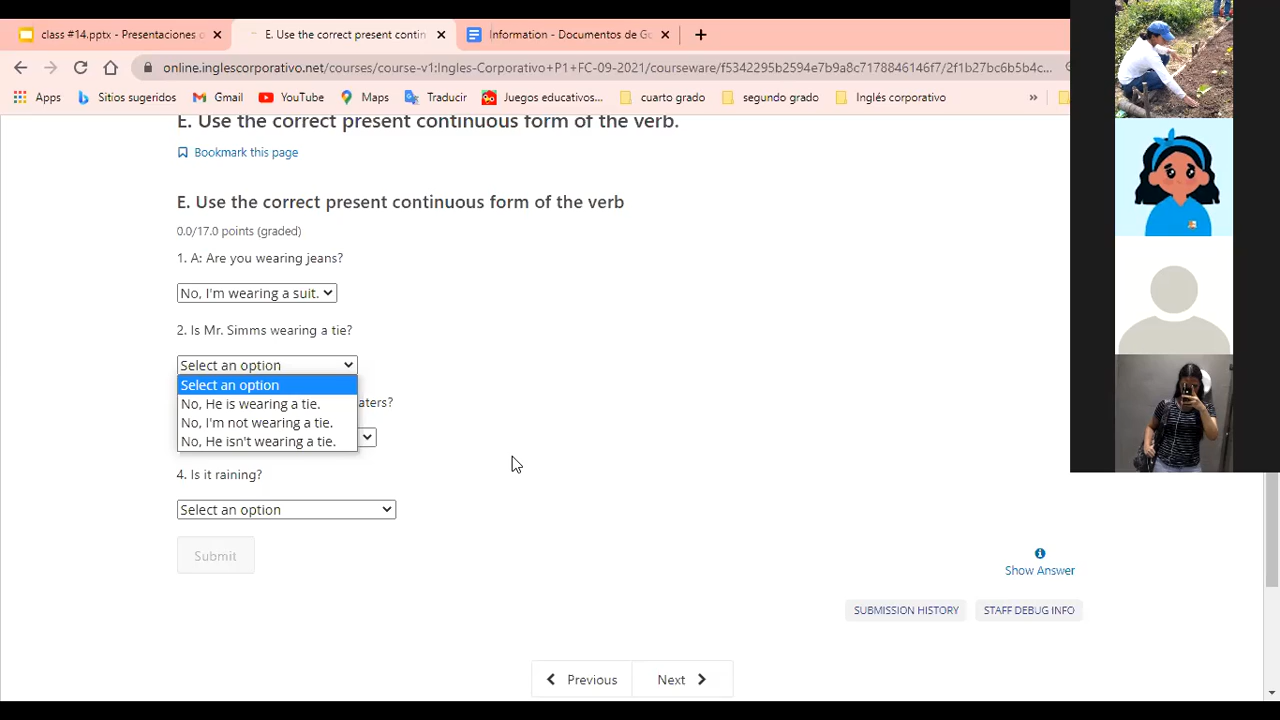 class #14.pptx - Presentaciones
E. Use the correct present contin
Information - Documentos de Go
online.inglescorporativo.net/courses/course-v1:Ingles-Corporativo+P1+FC-09-2021/courseware/f5342295b2594e7b9a8c7178846146f7/2f1b27bc6b5b4c...
Apps
Sitios sugeridos
Gmail
YouTube
Maps
Traducir
Juegos educativos...
cuarto grado
segundo grado
Inglés corporativo
»
E. Use the correct present continuous form of the verb.
Bookmark this page
E. Use the correct present continuous form of the verb
0.0/17.0 points (graded)
1. A: Are you wearing jeans?
No, I'm wearing a suit.
2. Is Mr. Simms wearing a tie?
Select an option
Select an option
No, He is wearing a tie.
aters?
No, I'm not wearing a tie.
No, He isn't wearing a tie.
4. Is it raining?
Select an option
Submit
Show Answer
SUBMISSION HISTORY
STAFF DEBUG INFO
Previous
Next